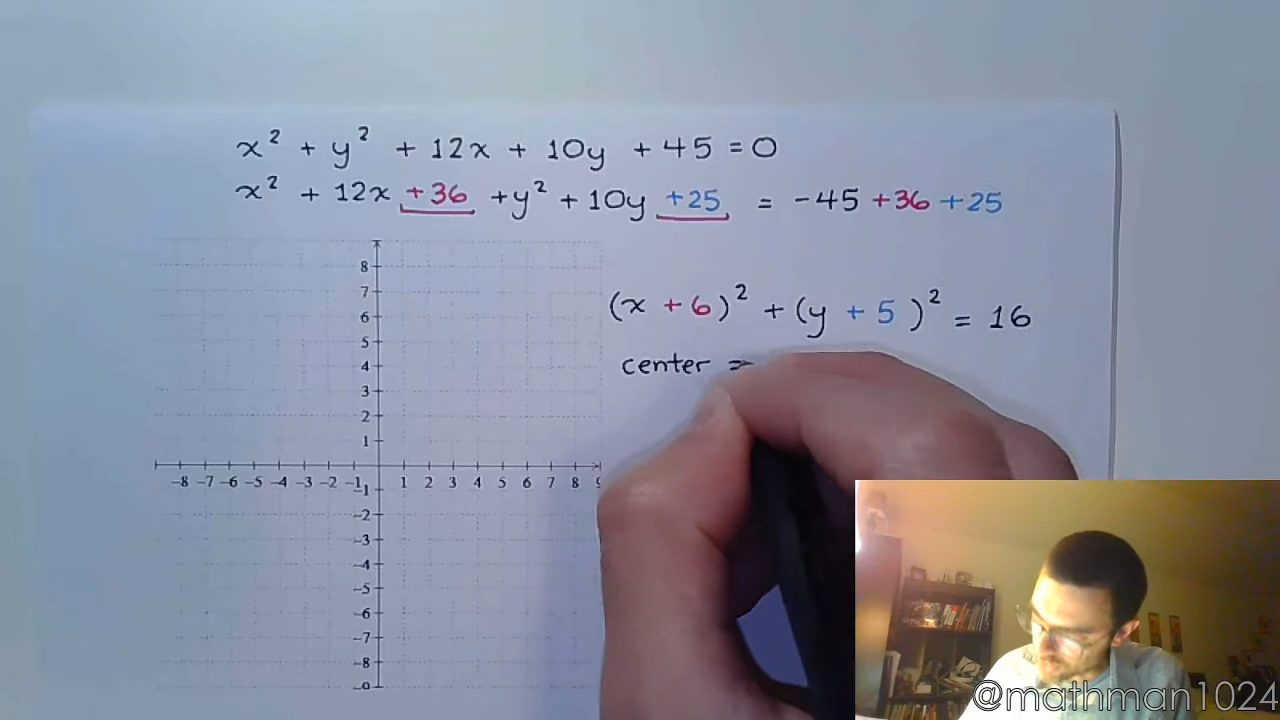 x² + y² + 12x + 10y + 45 = 0
x² + 12x +36 + y² + 10y +25 = -45 +36 +25
(x +6)² + (y +5)² = 16
center =
8
7
6
5
4
3
2
1
-8 -7 -6 -5 -4 -3 -2 -1 1 2 3 4 5 6 7 8
-1
-2
-3
-4
-5
-6
-7
-8
@mathman1024